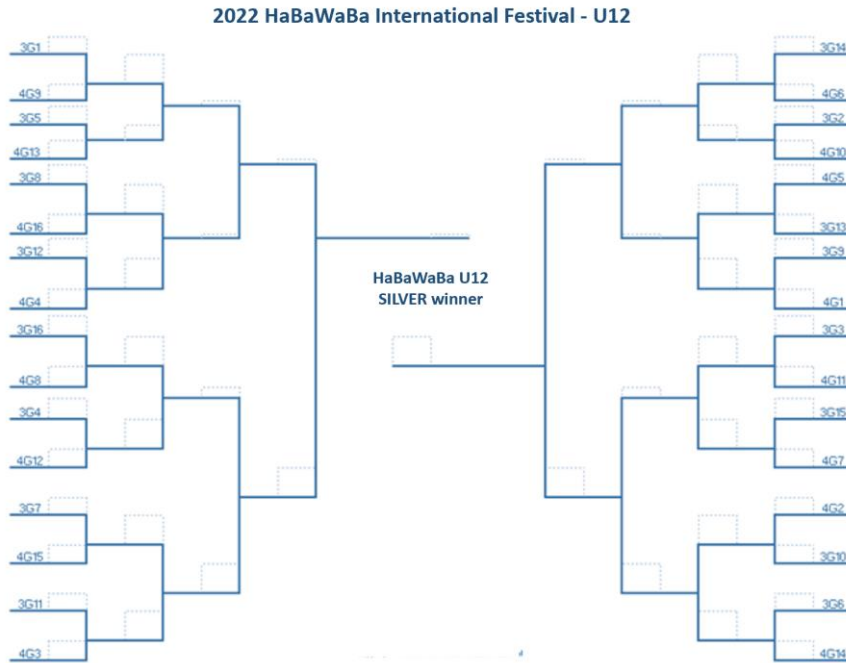 2022 HaBaWaBa International Festival - U12
3G1
4G9
3G5
4G13
3G8
4G16
3G12
4G4
3G16
4G8
3G4
4G12
3G7
4G15
3G11
4G3
HaBaWaBa U12
SILVER winner
3G14
4G6
3G2
4G10
4G5
3G13
3G9
4G1
3G3
4G11
3G15
4G7
4G2
3G10
3G6
4G14